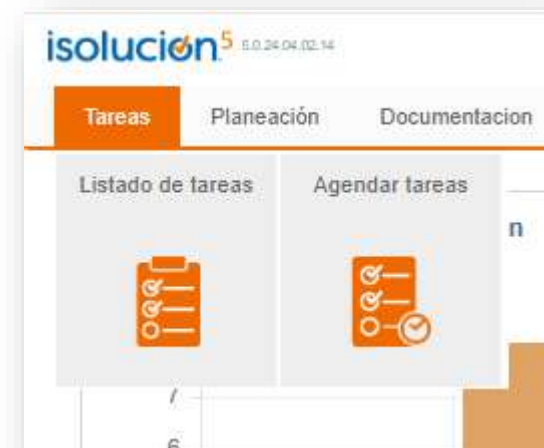 isolución5 5.0.24.04.02.14
Tareas Planeación Documentacion
Listado de tareas Agendar tareas
n
7
6